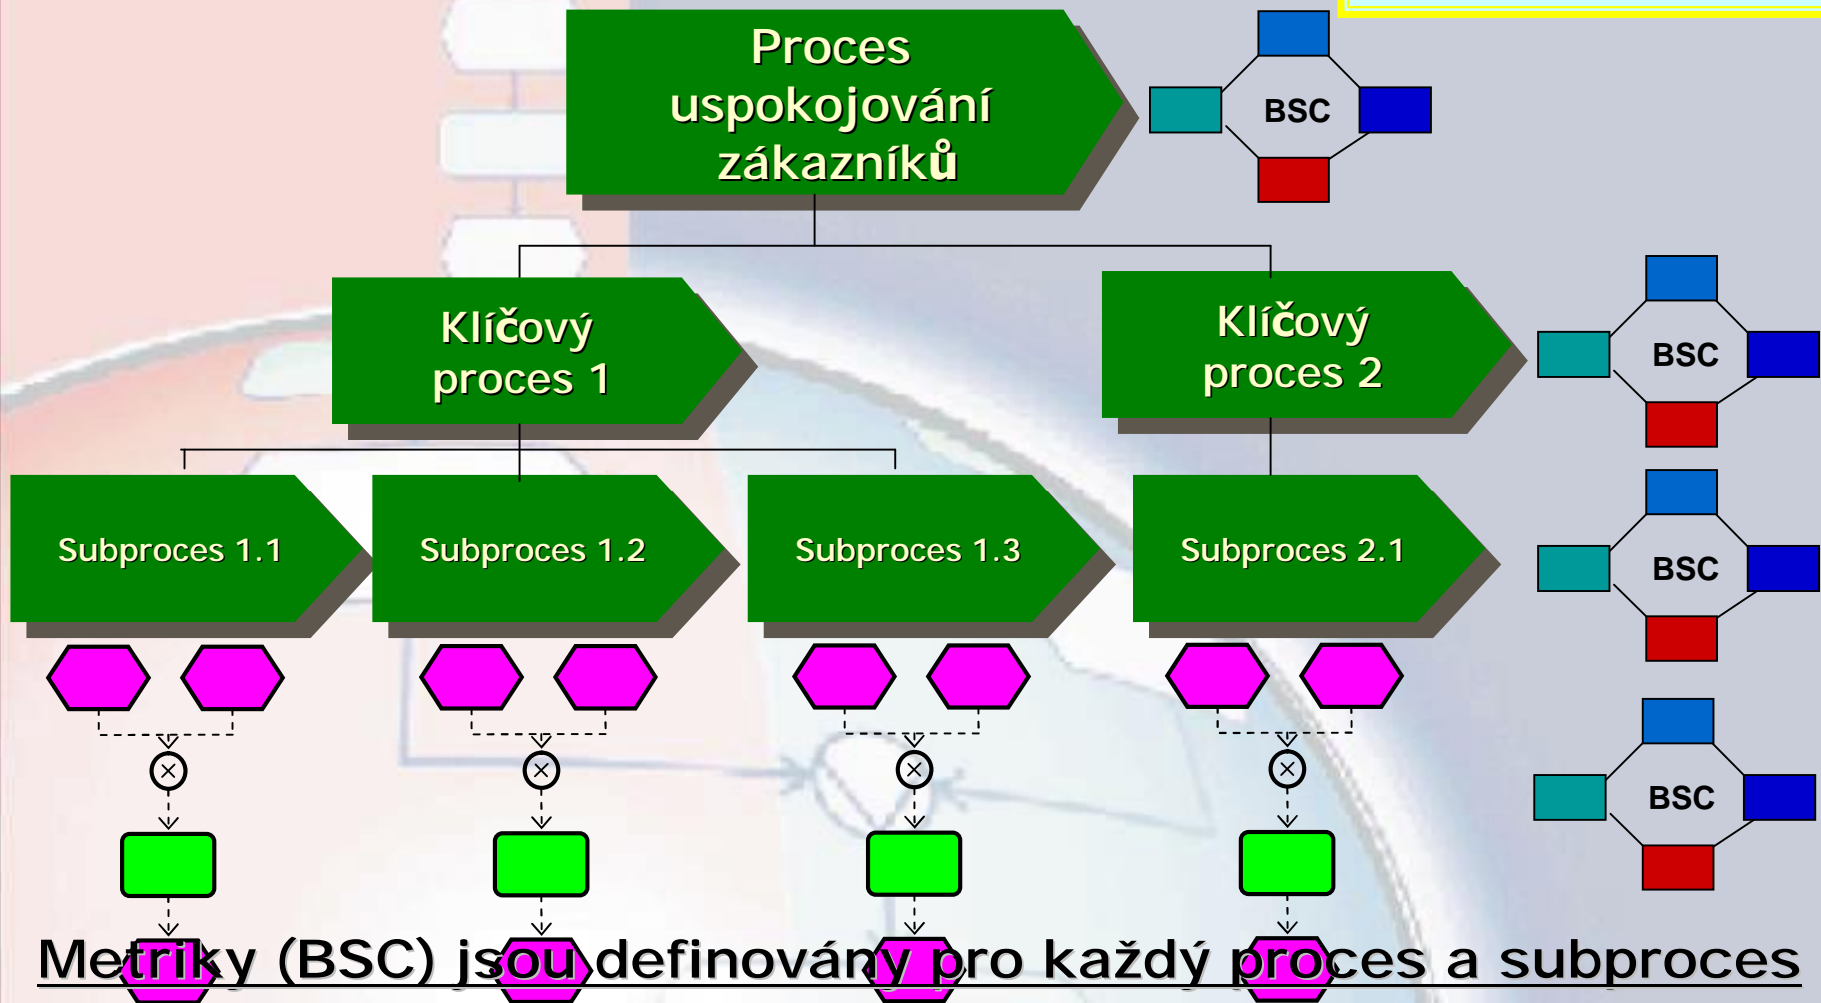 Proces
uspokojování
zákazníků
BSC
Klíčový
proces 1
Klíčový
proces 2
BSC
Subproces 1.1
Subproces 1.2
Subproces 1.3
Subproces 2.1
BSC
BSC
Metriky (BSC) jsou definovány pro každý proces a subproces